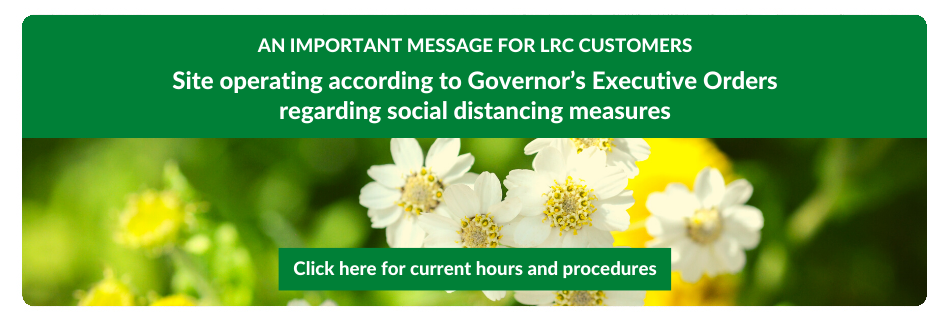 AN IMPORTANT MESSAGE FOR LRC CUSTOMERS
Site operating according to Governor’s Executive Orders
regarding social distancing measures
Click here for current hours and procedures